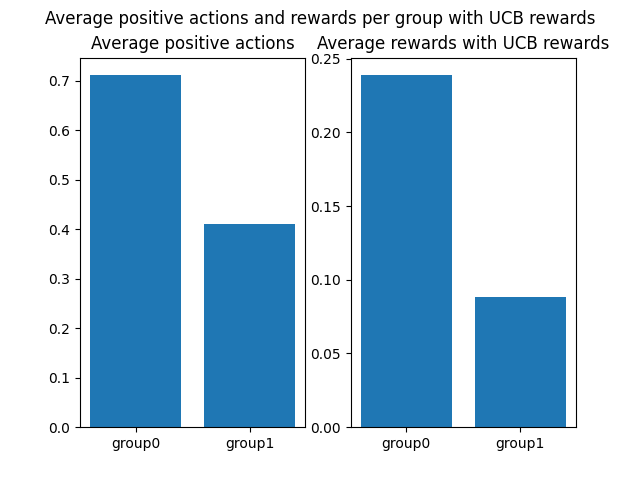 Average positive actions and rewards per group with UCB rewards
Average positive actions
0.7
0.6
0.5
0.4
0.3
0.2
0.1
0.0
group0
group1
Average rewards with UCB rewards
0.25
0.20
0.15
0.10
0.05
0.00
group0
group1